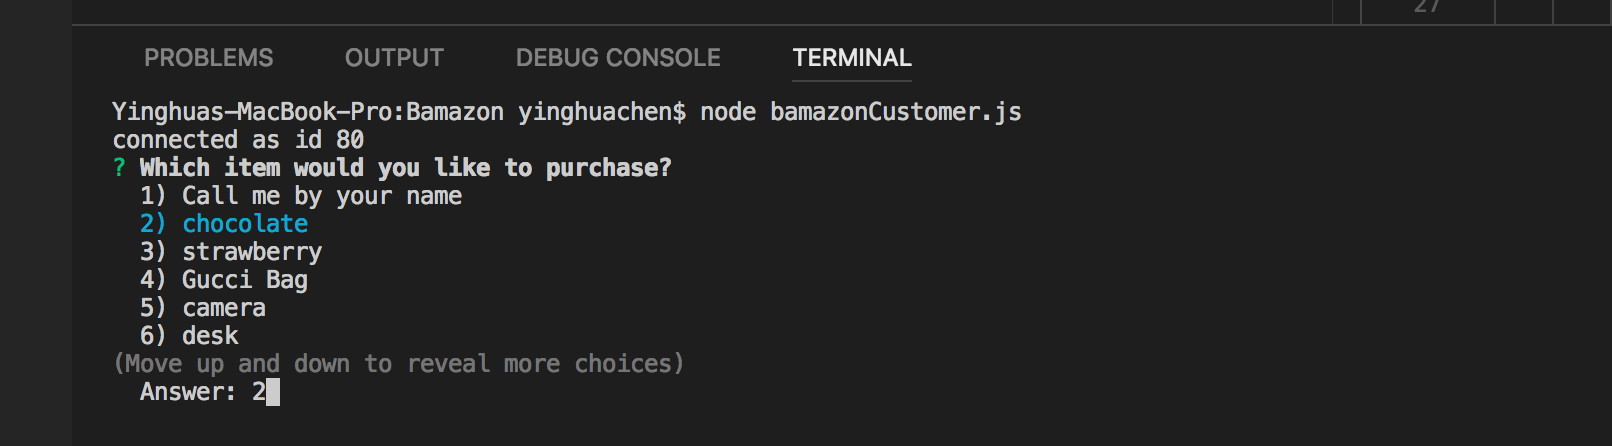 27
PROBLEMS OUTPUT DEBUG CONSOLE TERMINAL
Yinghuas-MacBook-Pro:Bamazon yinghuachen$ node bamazonCustomer.js
connected as id 80
? Which item would you like to purchase?
1) Call me by your name
2) chocolate
3) strawberry
4) Gucci Bag
5) camera
6) desk
(Move up and down to reveal more choices)
Answer: 2